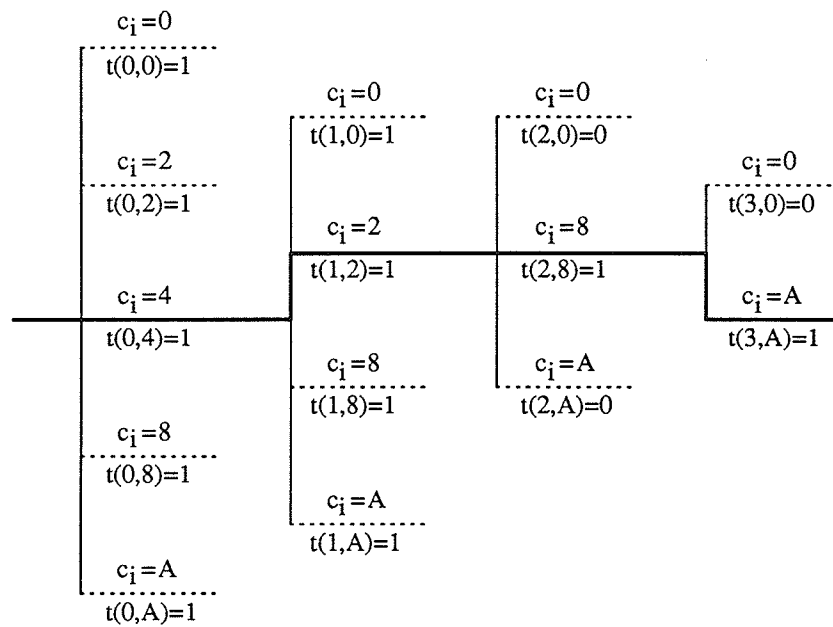 c_i=0
t(0,0)=1
c_i=2
t(0,2)=1
c_i=4
t(0,4)=1
c_i=8
t(0,8)=1
c_i=A
t(0,A)=1
c_i=0
t(1,0)=1
c_i=2
t(1,2)=1
c_i=8
t(1,8)=1
c_i=A
t(1,A)=1
c_i=0
t(2,0)=0
c_i=8
t(2,8)=1
c_i=A
t(2,A)=0
c_i=0
t(3,0)=0
c_i=A
t(3,A)=1